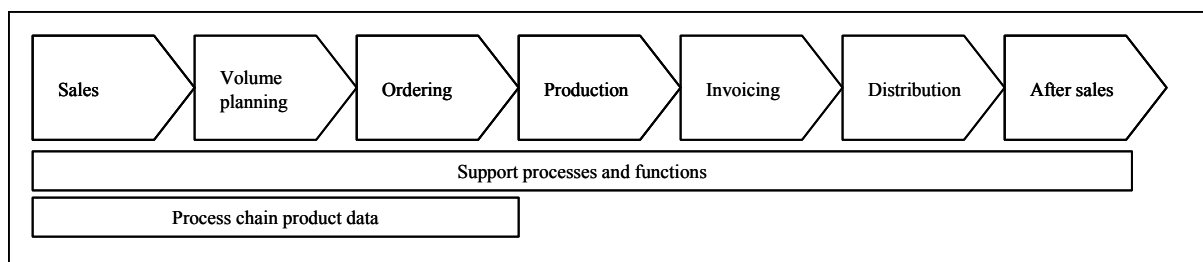 Sales
Volume
planning
Ordering
Production
Invoicing
Distribution
After sales
Support processes and functions
Process chain product data